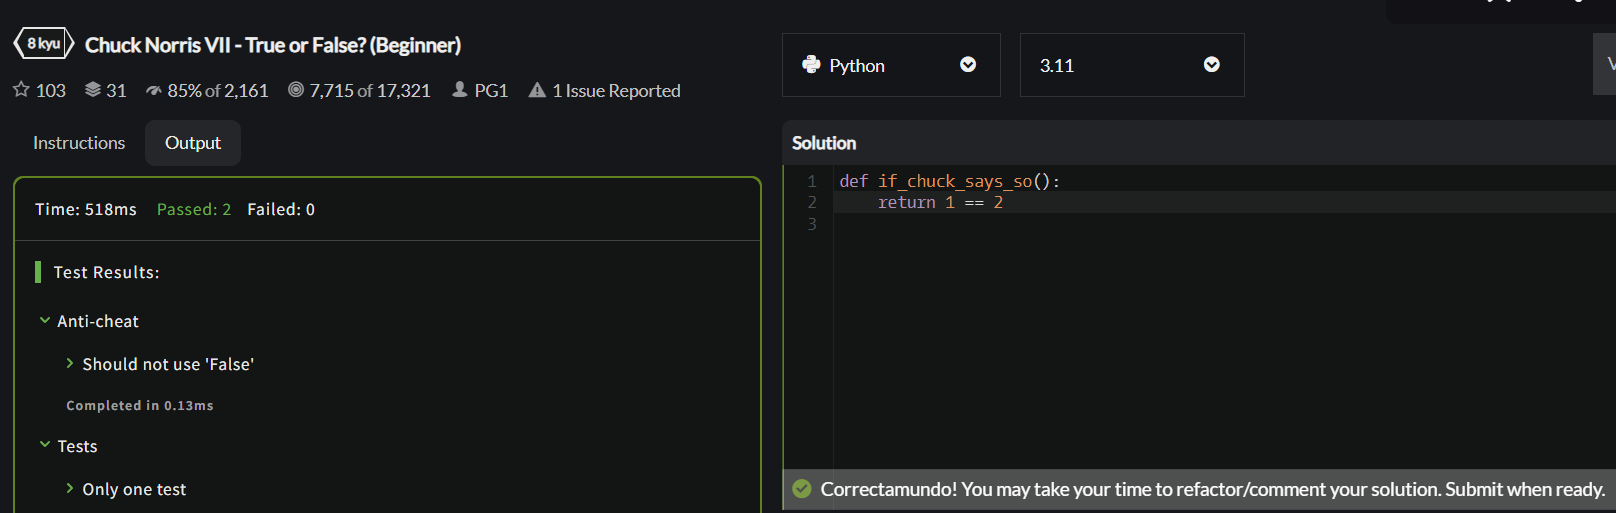 8 kyu
Chuck Norris VII - True or False? (Beginner)
103 31 85% of 2,161 7,715 of 17,321 PG1 1 Issue Reported
Instructions Output
Time: 518ms Passed: 2 Failed: 0
Test Results:
Anti-cheat
Should not use 'False'
Completed in 0.13ms
Tests
Only one test
Python 3.11
Solution
1 def if_chuck_says_so():
2 return 1 == 2
3
Correctamundo! You may take your time to refactor/comment your solution. Submit when ready.